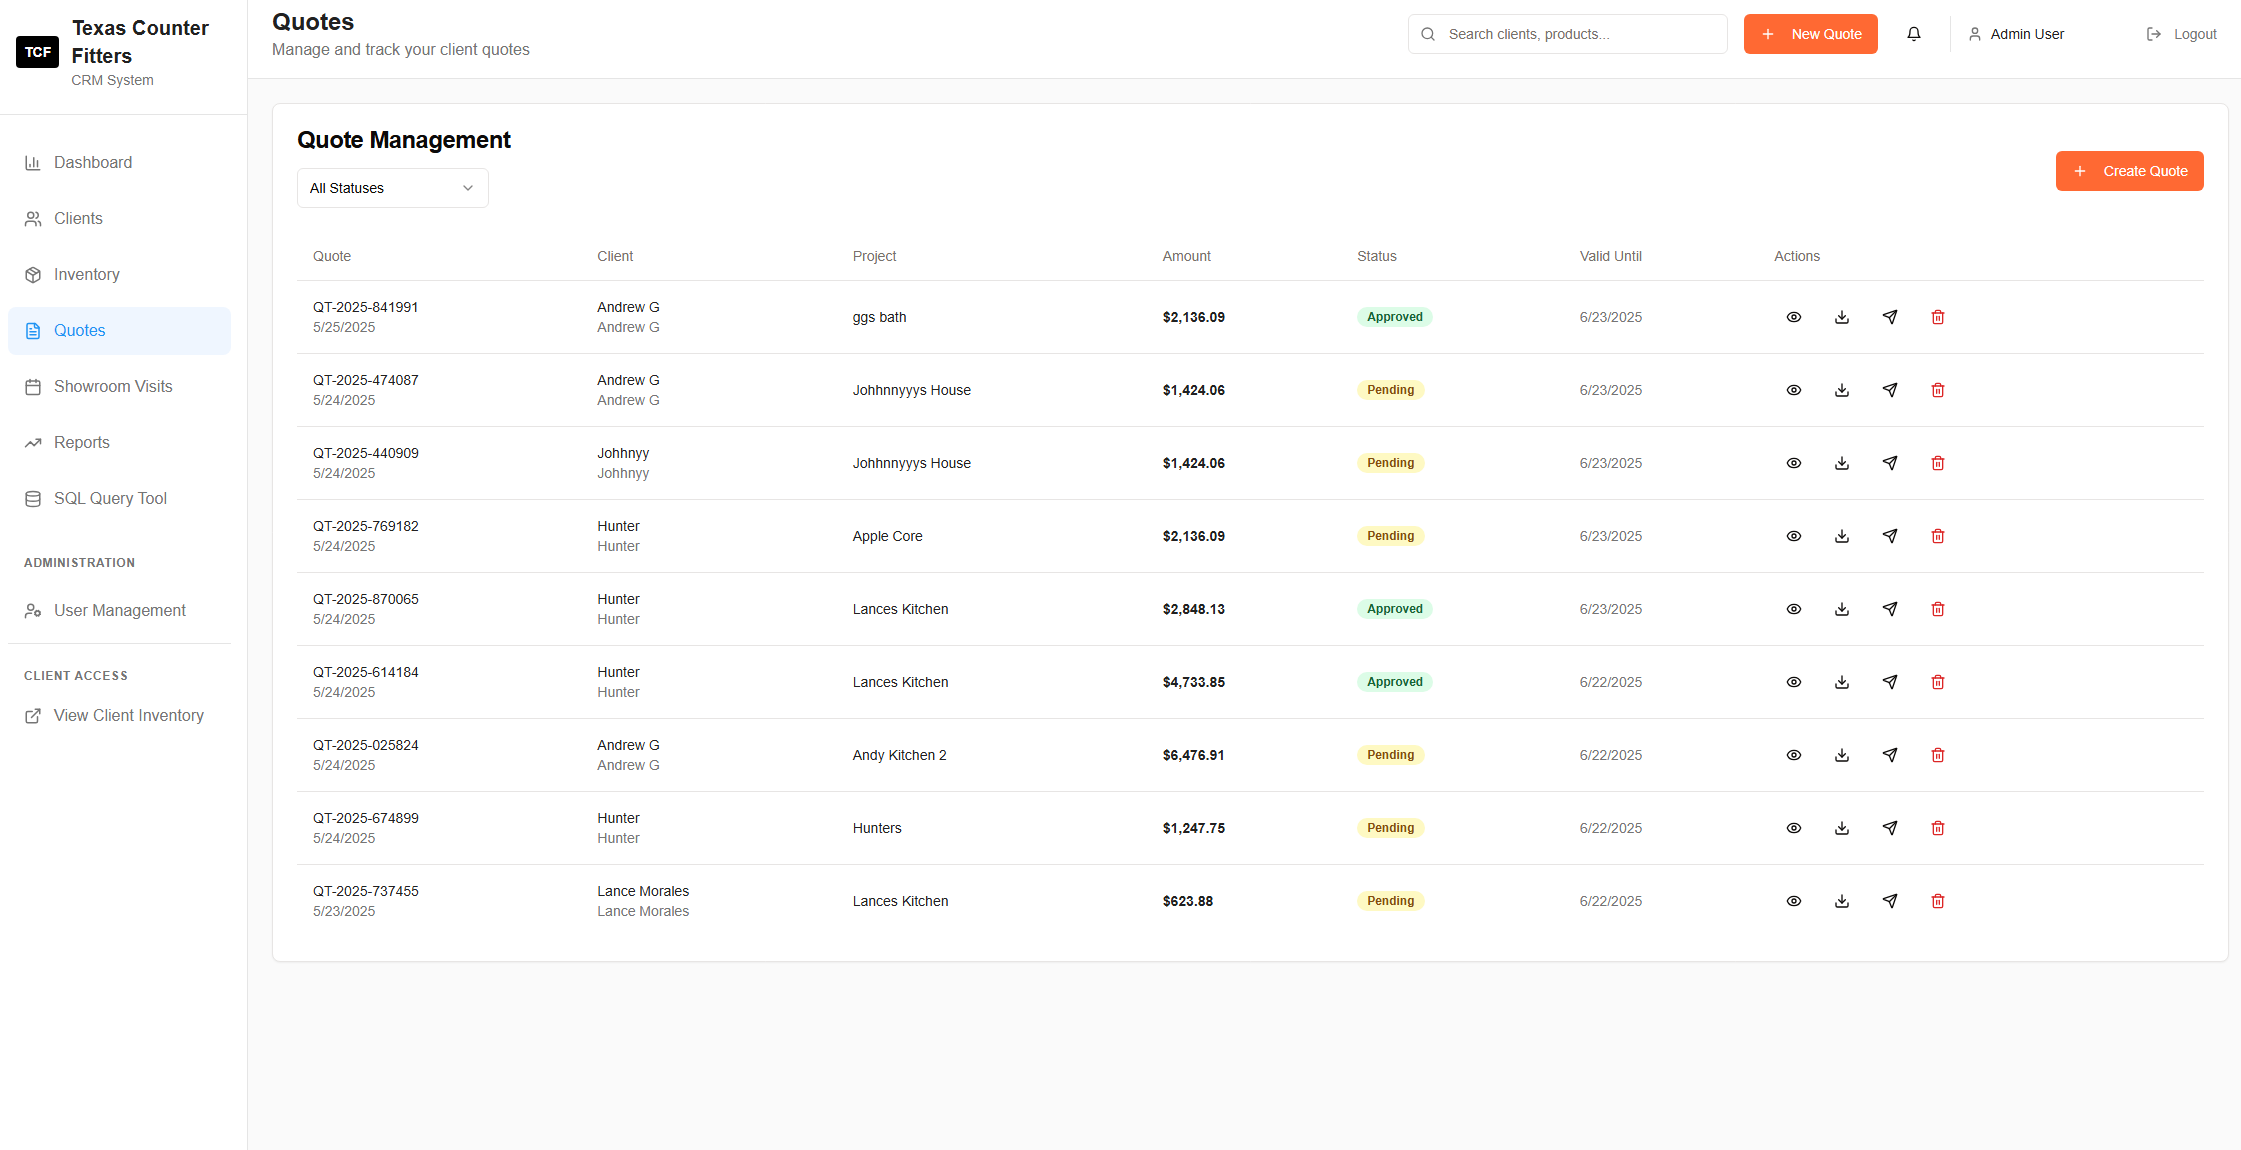 TCF
Texas Counter
Fitters
CRM System
Dashboard
Clients
Inventory
Quotes
Showroom Visits
Reports
SQL Query Tool
ADMINISTRATION
User Management
CLIENT ACCESS
View Client Inventory
Quotes
Manage and track your client quotes
Search clients, products...
New Quote
Admin User
Logout
Quote Management
All Statuses
Create Quote
Quote Client Project Amount Status Valid Until Actions
QT-2025-841991 Andrew G
5/25/2025 Andrew G
ggs bath $2,136.09 Approved 6/23/2025
QT-2025-474087 Andrew G
5/24/2025 Andrew G
Johhnnyyys House $1,424.06 Pending 6/23/2025
QT-2025-440909 Johhnyy
5/24/2025 Johhnyy
Johhnnyyys House $1,424.06 Pending 6/23/2025
QT-2025-769182 Hunter
5/24/2025 Hunter
Apple Core $2,136.09 Pending 6/23/2025
QT-2025-870065 Hunter
5/24/2025 Hunter
Lances Kitchen $2,848.13 Approved 6/23/2025
QT-2025-614184 Hunter
5/24/2025 Hunter
Lances Kitchen $4,733.85 Approved 6/22/2025
QT-2025-025824 Andrew G
5/24/2025 Andrew G
Andy Kitchen 2 $6,476.91 Pending 6/22/2025
QT-2025-674899 Hunter
5/24/2025 Hunter
Hunters $1,247.75 Pending 6/22/2025
QT-2025-737455 Lance Morales
5/23/2025 Lance Morales
Lances Kitchen $623.88 Pending 6/22/2025